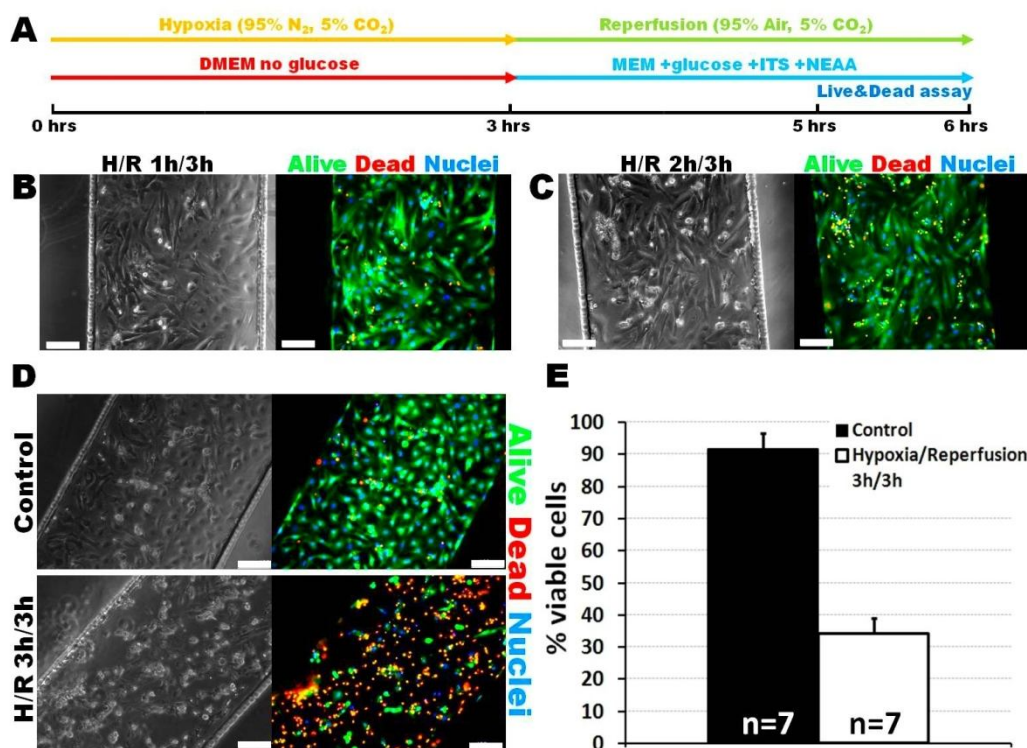 A
Hypoxia (95% N₂, 5% CO₂)
Reperfusion (95% Air, 5% CO₂)
DMEM no glucose
MEM +glucose +ITS +NEAA
Live&Dead assay
0 hrs
3 hrs
5 hrs
6 hrs
B
H/R 1h/3h
Alive Dead Nuclei
C
H/R 2h/3h
Alive Dead Nuclei
D
Control
H/R 3h/3h
Alive Dead Nuclei
E
% viable cells
100
90
80
70
60
50
40
30
20
10
0
Control
Hypoxia/Reperfusion
3h/3h
n=7
n=7